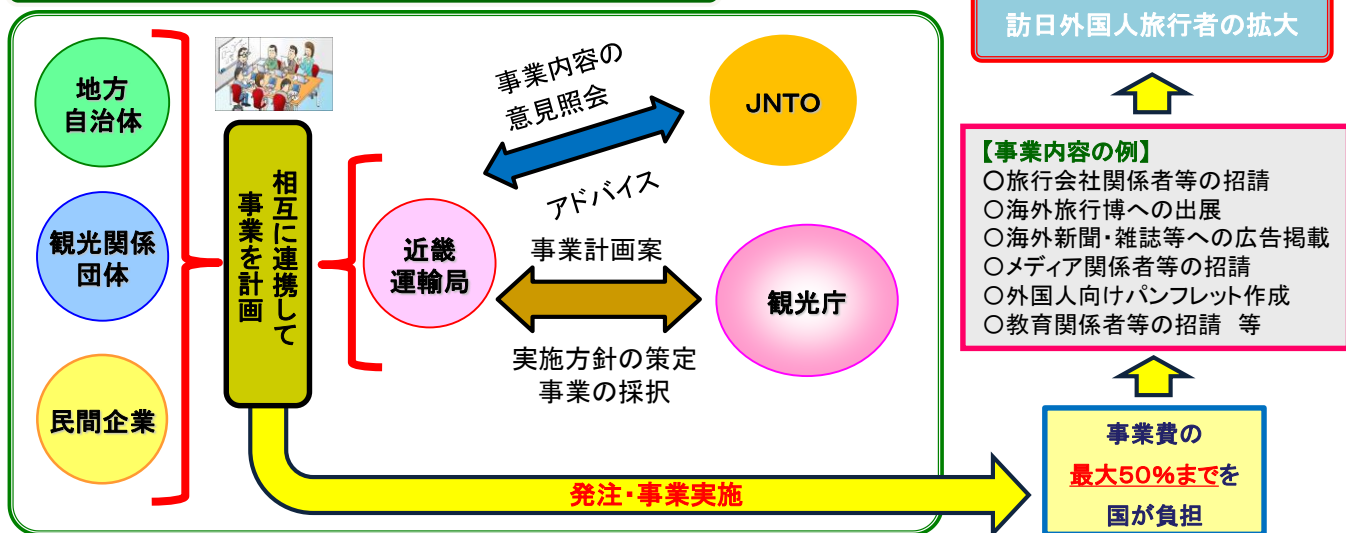 地方
自治体
観光関係
団体
民間企業
相互に連携して
事業を計画
近畿
運輸局
事業内容の
意見照会
アドバイス
JNTO
事業計画案
実施方針の策定
事業の採択
観光庁
発注・事業実施
訪日外国人旅行者の拡大
【事業内容の例】
○旅行会社関係者等の招請
○海外旅行博への出展
○海外新聞・雑誌等への広告掲載
○メディア関係者等の招請
○外国人向けパンフレット作成
○教育関係者等の招請 等
事業費の
最大50%までを
国が負担